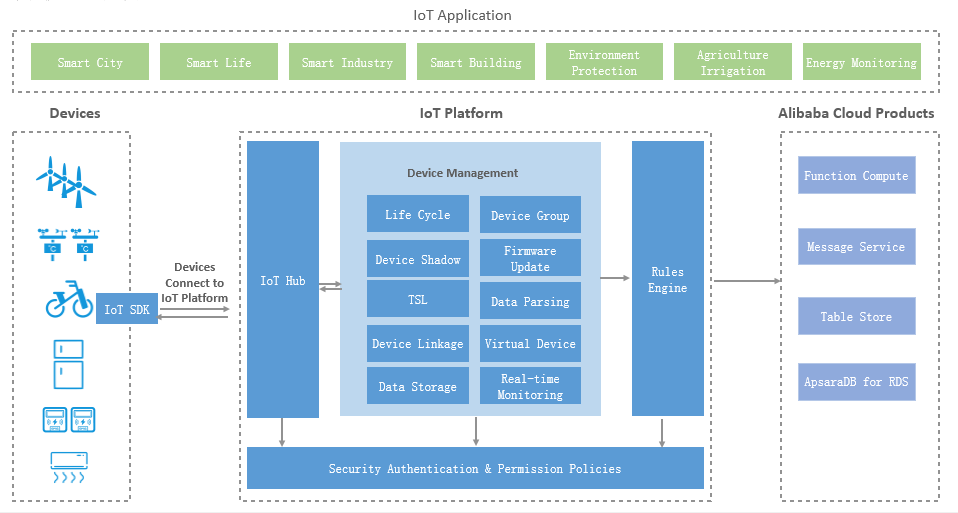 IoT Application
Smart City
Smart Life
Smart Industry
Smart Building
Environment
Protection
Agriculture
Irrigation
Energy Monitoring
Devices
IoT Platform
Alibaba Cloud Products
°C
°C
Devices
Connect to
IoT Platform
IoT SDK
IoT Hub
Device Management
Life Cycle
Device Group
Device Shadow
Firmware
Update
TSL
Data Parsing
Device Linkage
Virtual Device
Data Storage
Real-time
Monitoring
Rules
Engine
Security Authentication & Permission Policies
Function Compute
Message Service
Table Store
ApsaraDB for RDS